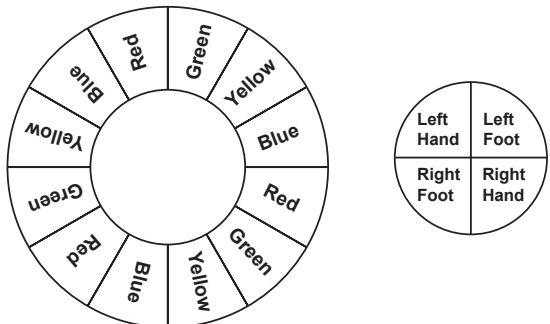 Green
Yellow
Blue
Red
Green
Yellow
Blue
Red
Green
Yellow
Blue
Red
Left
Hand
Left
Foot
Right
Foot
Right
Hand